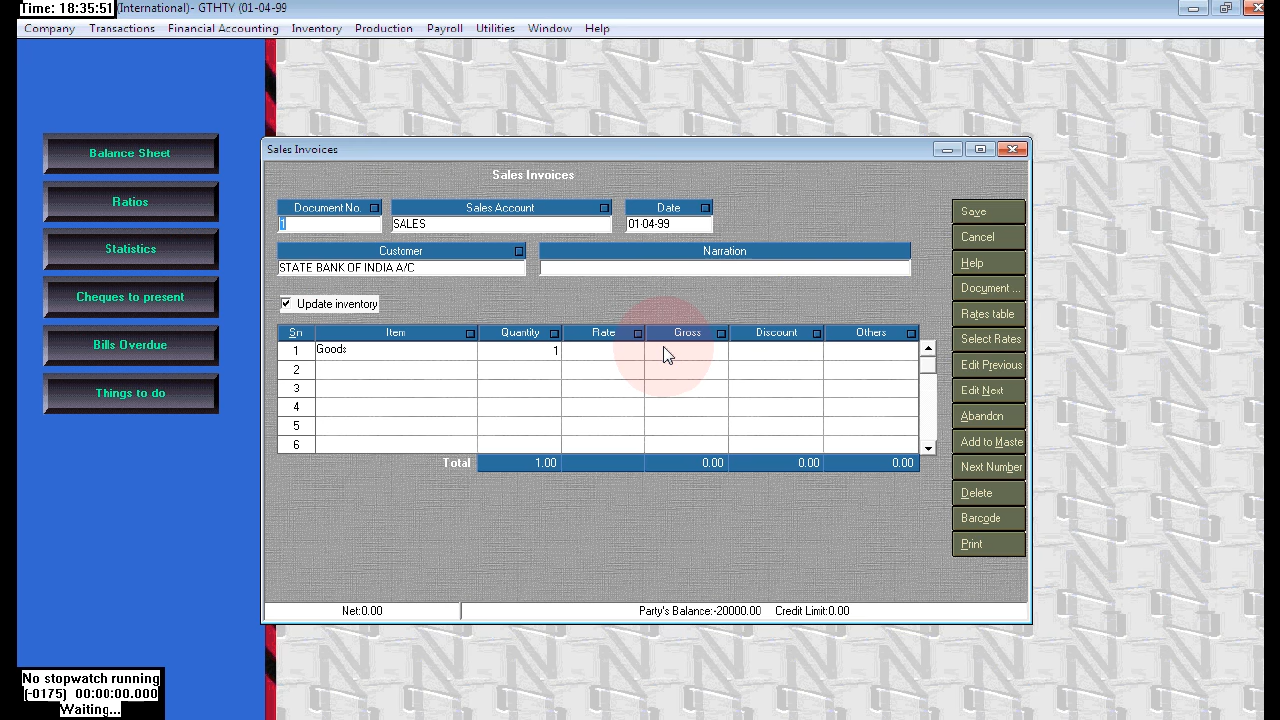 Time: 18:35:51 (International)- GTHTY (01-04-99
Company Transactions Financial Accounting Inventory Production Payroll Utilities Window Help
Balance Sheet
Ratios
Statistics
Cheques to present
Bills Overdue
Things to do
Sales Invoices
Sales Invoices
Document No. Sales Account Date
1 SALES 01-04-99
Customer Narration
STATE BANK OF INDIA A/C
Update inventory
Sn Item Quantity Rate Gross Discount Others
1 Goods 1
2
3
4
5
6
Total 1.00 0.00 0.00 0.00
Save
Cancel
Help
Document ...
Rates table
Select Rates
Edit Previous
Edit Next
Abandon
Add to Maste
Next Number
Delete
Barcode
Print
Net:0.00 Party's Balance:-20000.00 Credit Limit:0.00
No stopwatch running
(-0175) 00:00:00.000
Waiting...